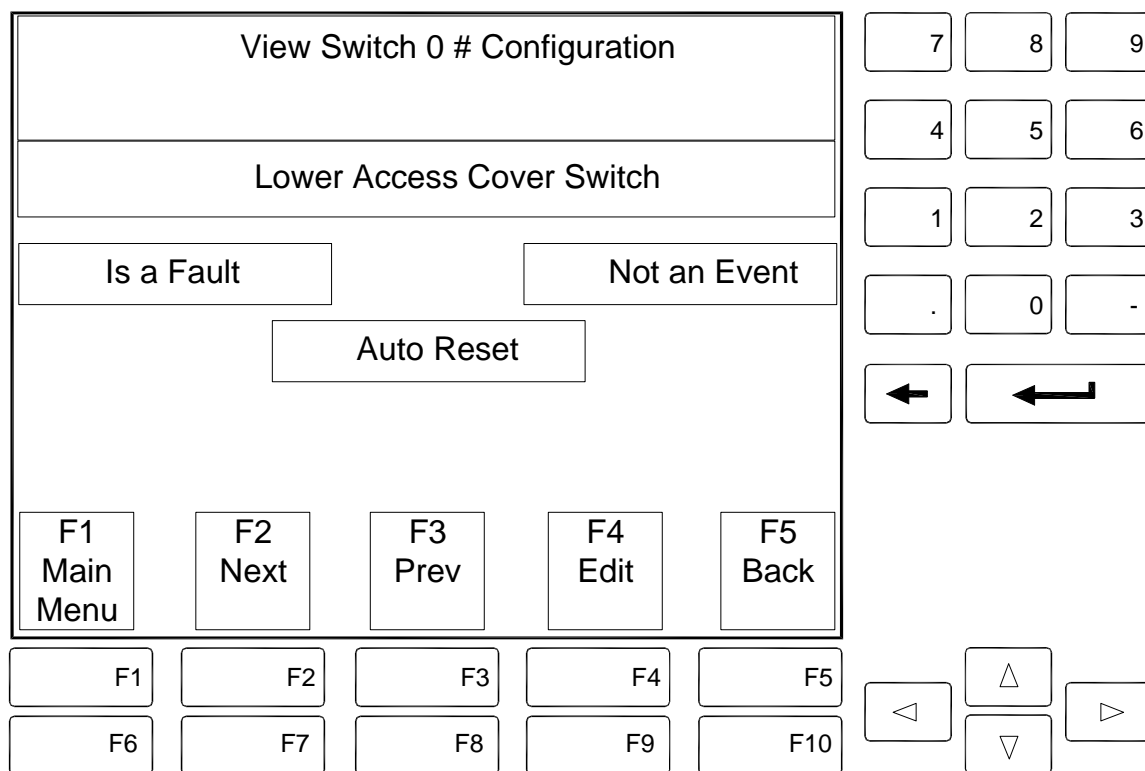 View Switch 0 # Configuration
Lower Access Cover Switch
Is a Fault
Not an Event
Auto Reset
F1
Main
Menu
F2
Next
F3
Prev
F4
Edit
F5
Back
F1 F2 F3 F4 F5
F6 F7 F8 F9 F10
7 8 9
4 5 6
1 2 3
. 0 -